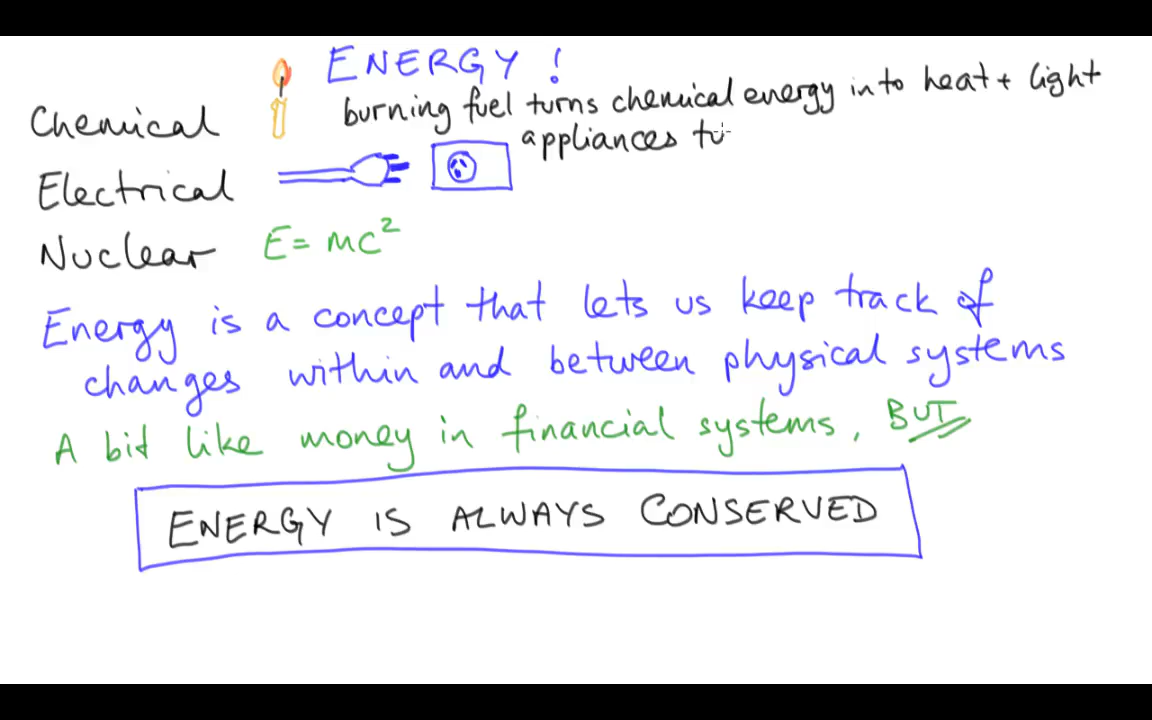 ENERGY !
burning fuel turns chemical energy into heat + light
Chemical
appliances tu
Electrical
Nuclear E = mc²
Energy is a concept that lets us keep track of
changes within and between physical systems
A bit like money in financial systems, BUT
ENERGY IS ALWAYS CONSERVED